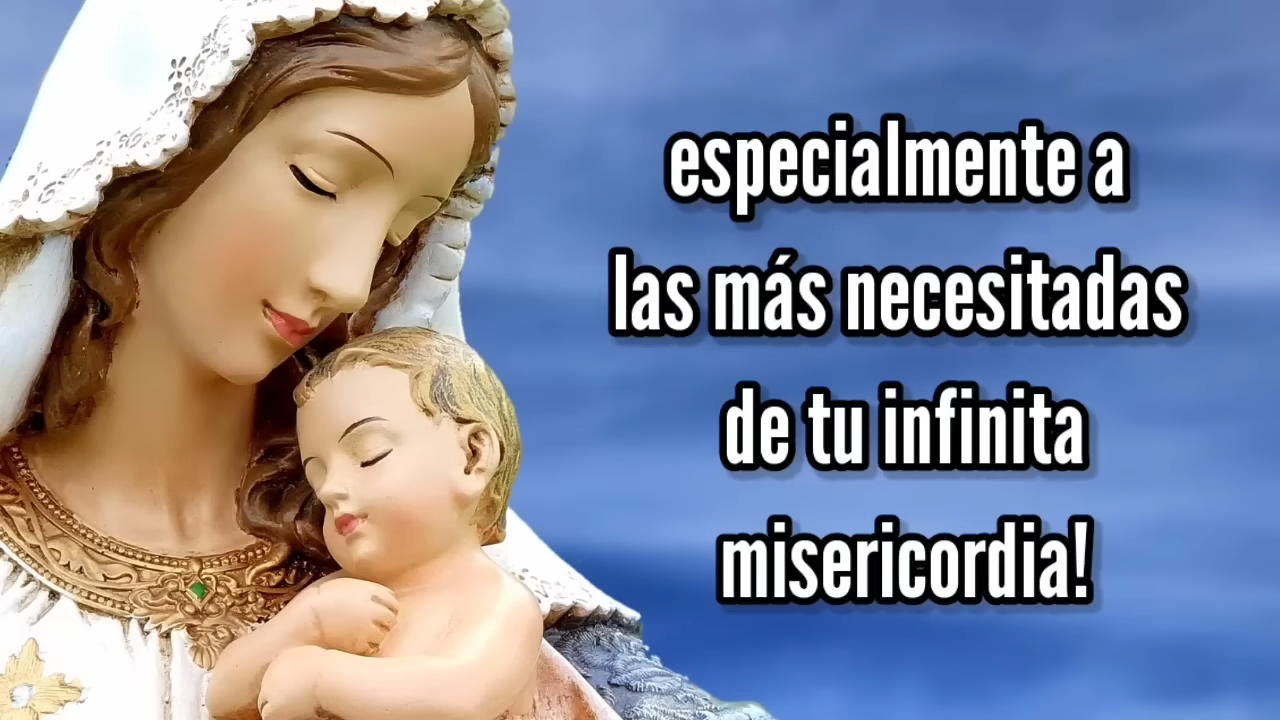 especialmente a
las más necesitadas
de tu infinita
misericordia!